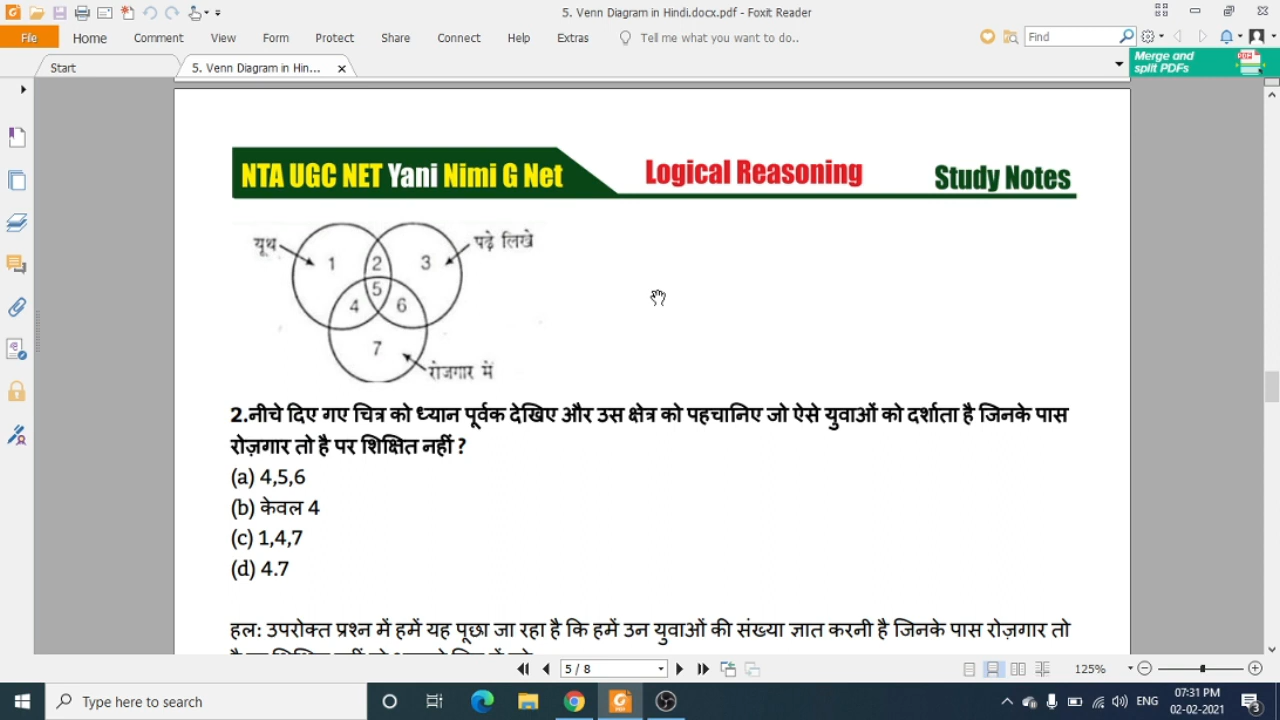 5. Venn Diagram in Hindi.docx.pdf - Foxit Reader
File Home Comment View Form Protect Share Connect Help Extras Tell me what you want to do.. Find
Start 5. Venn Diagram in Hin... Merge and
split PDFs
NTA UGC NET Yani Nimi G Net Logical Reasoning Study Notes
यूथ 1 2 3 पढ़े लिखे
5
4 6
7
रोजगार में
2.नीचे दिए गए चित्र को ध्यान पूर्वक देखिए और उस क्षेत्र को पहचानिए जो ऐसे युवाओं को दर्शाता है जिनके पास
रोज़गार तो है पर शिक्षित नहीं ?
(a) 4,5,6
(b) केवल 4
(c) 1,4,7
(d) 4.7
हल: उपरोक्त प्रश्न में हमें यह पूछा जा रहा है कि हमें उन युवाओं की संख्या ज्ञात करनी है जिनके पास रोज़गार तो
5 / 8 125%
Type here to search ENG 07:31 PM
02-02-2021 3